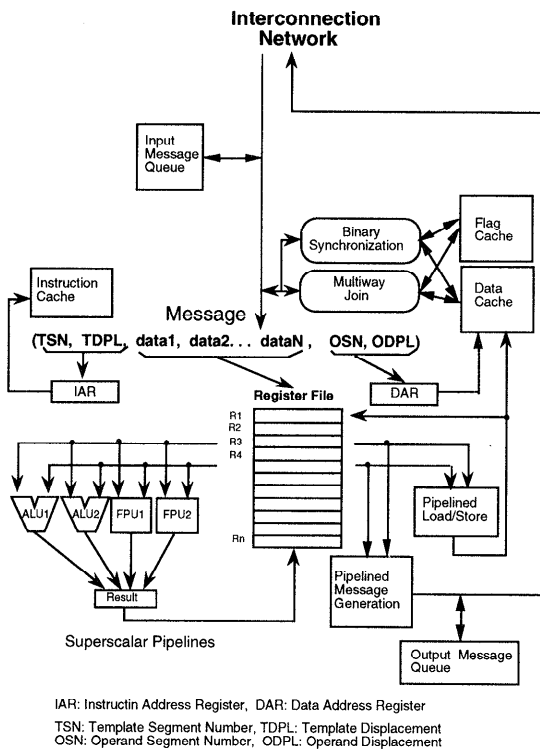 Interconnection
Network
Input
Message
Queue
Binary
Synchronization
Flag
Cache
Multiway
Join
Data
Cache
Instruction
Cache
Message
(TSN, TDPL, data1, data2... dataN, OSN, ODPL)
IAR
DAR
Register File
R1
R2
R3
R4
Rn
ALU1
ALU2
FPU1
FPU2
Pipelined
Load/Store
Result
Pipelined
Message
Generation
Superscalar Pipelines
Output Message
Queue
IAR: Instructin Address Register, DAR: Data Address Register
TSN: Template Segment Number, TDPL: Template Displacement
OSN: Operand Segment Number, ODPL: Operand Displacement